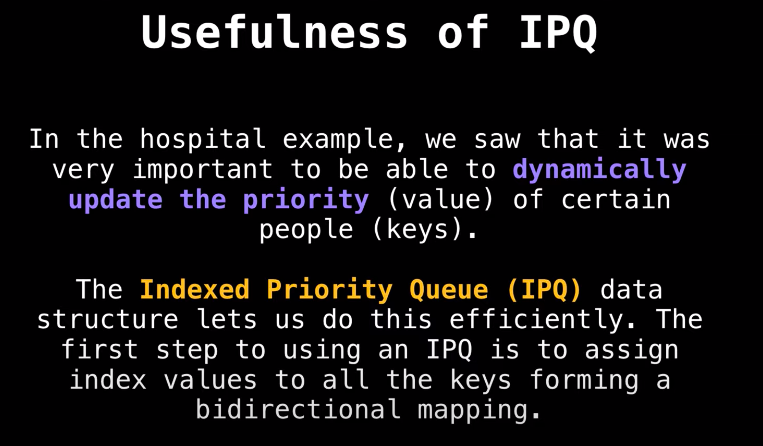 Usefulness of IPQ
In the hospital example, we saw that it was
very important to be able to dynamically
update the priority (value) of certain
people (keys).
The Indexed Priority Queue (IPQ) data
structure lets us do this efficiently. The
first step to using an IPQ is to assign
index values to all the keys forming a
bidirectional mapping.